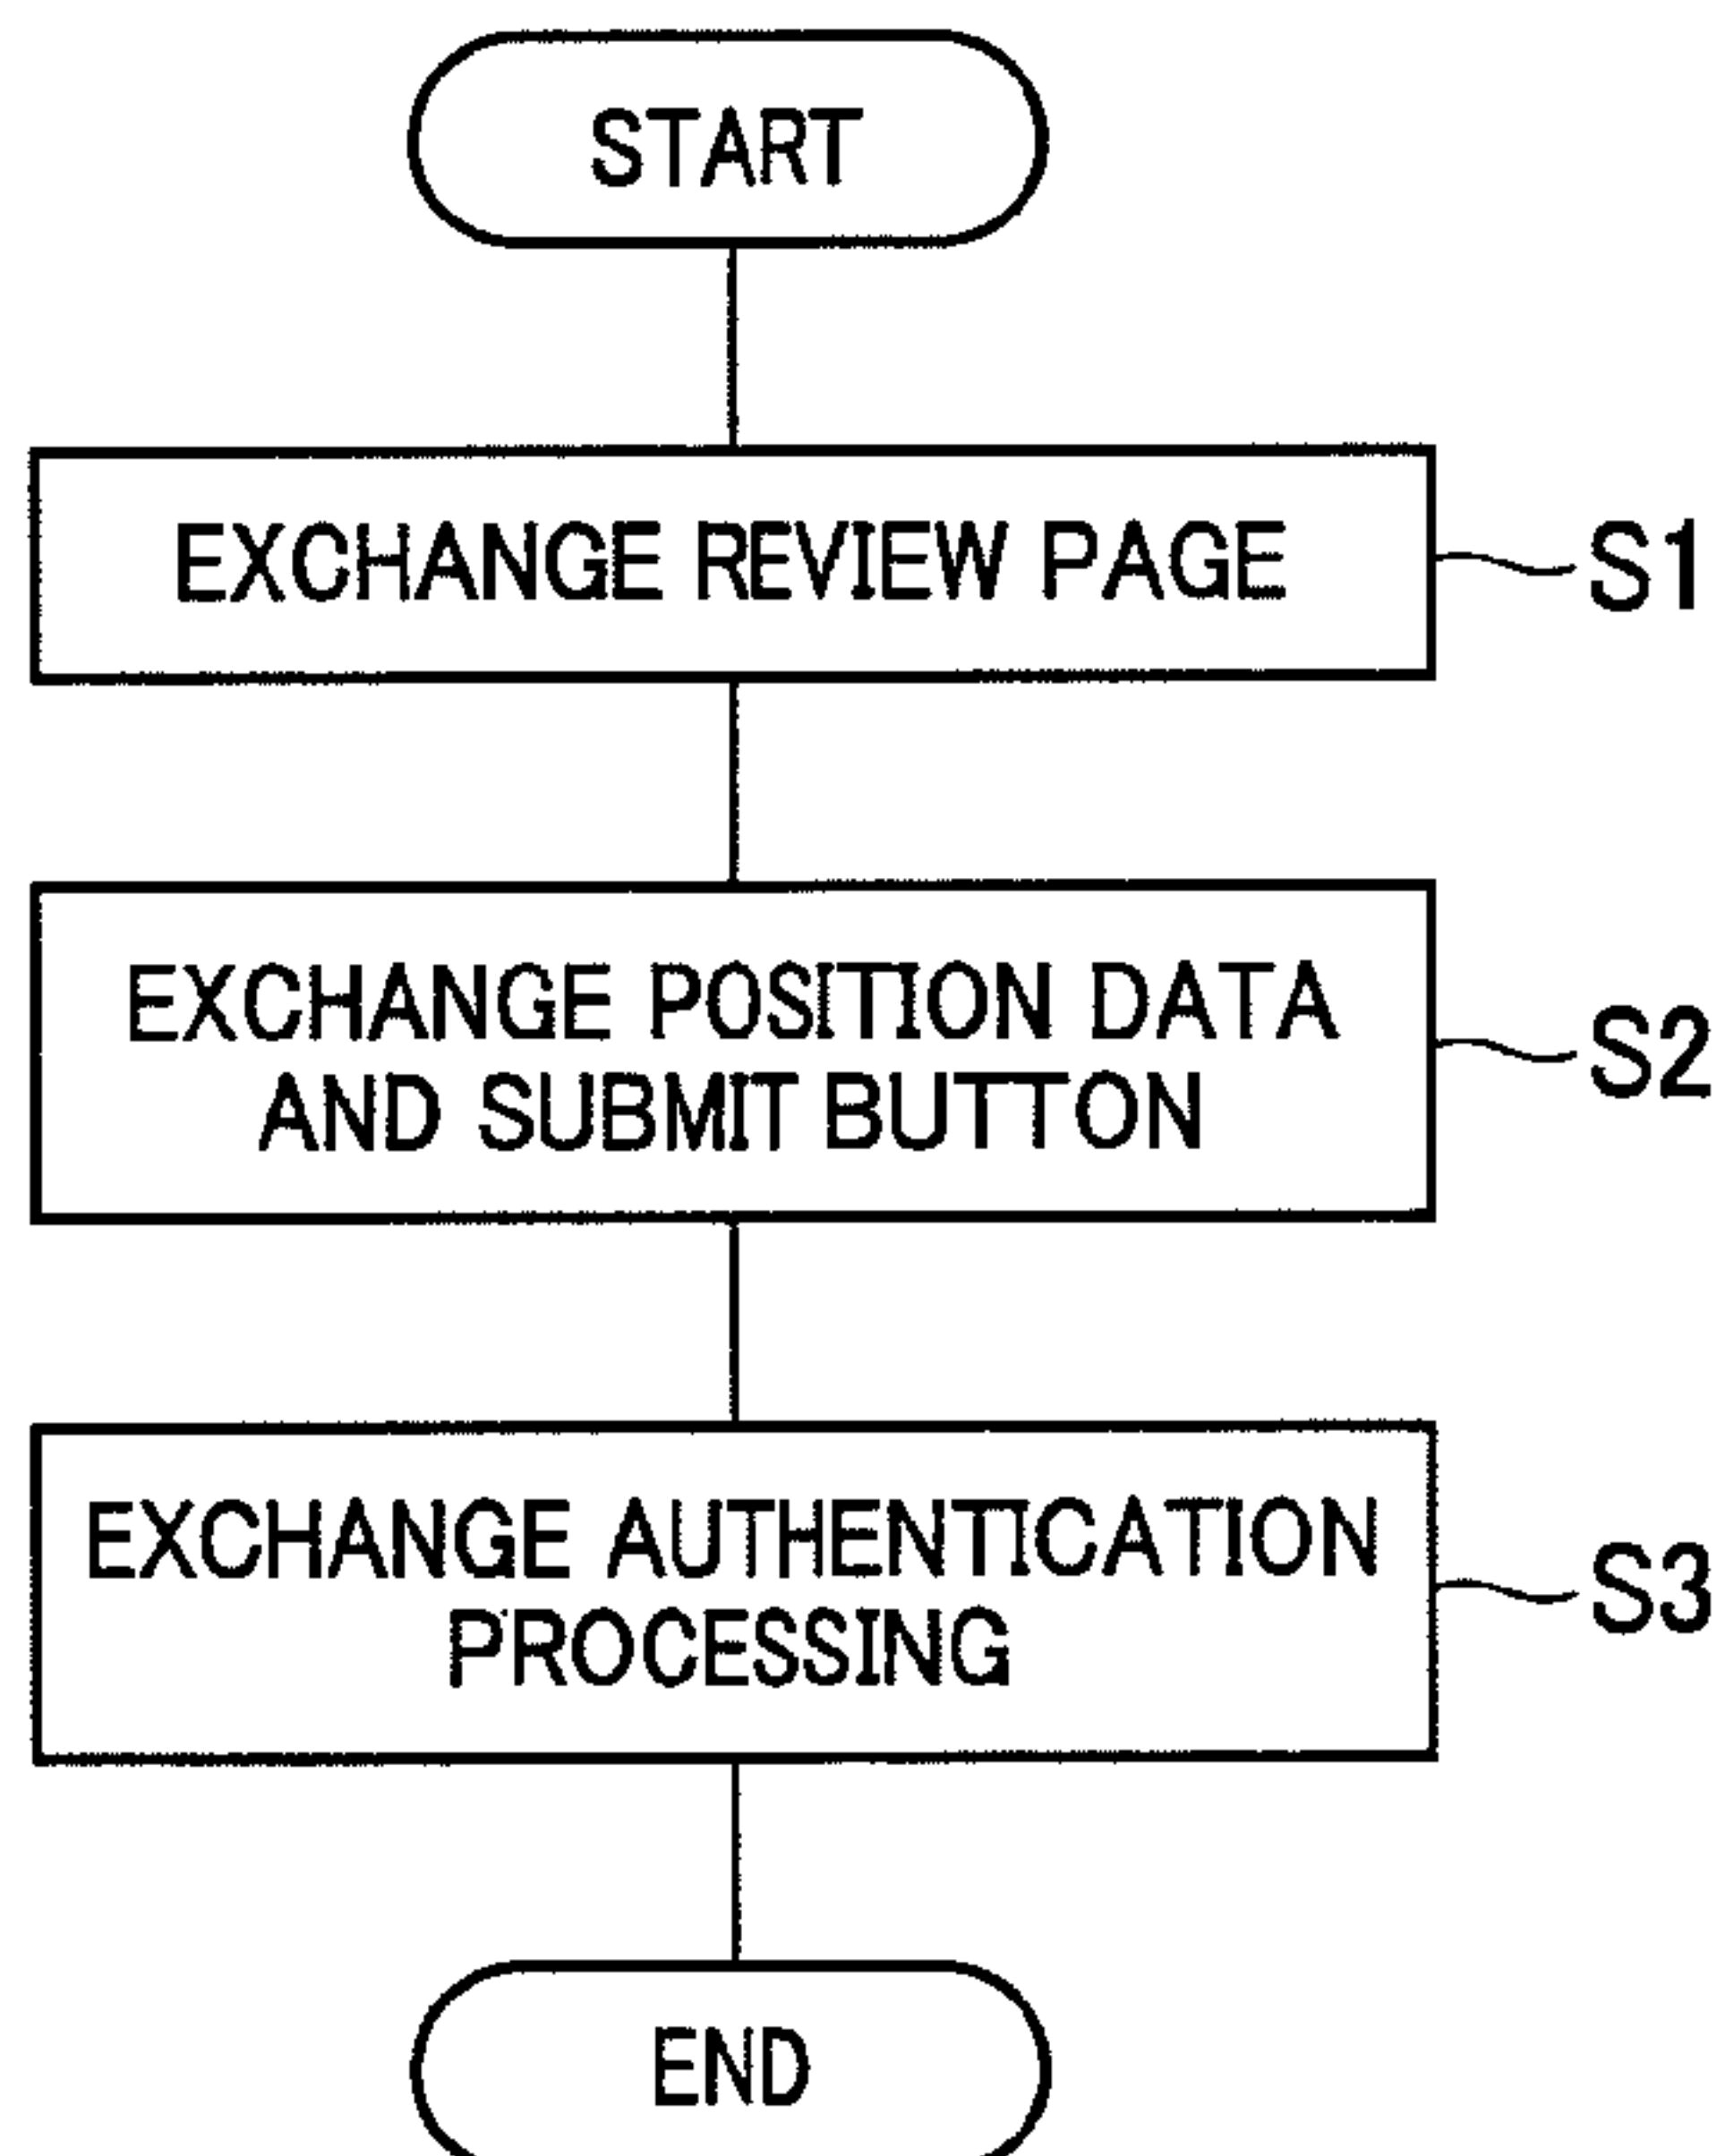 START
EXCHANGE REVIEW PAGE
S1
EXCHANGE POSITION DATA
AND SUBMIT BUTTON
S2
EXCHANGE AUTHENTICATION
PROCESSING
S3
END